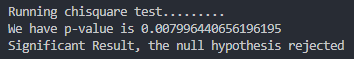 Running chisquare test.........
We have p-value is 0.007996440656196195
Significant Result, the null hypothesis rejected